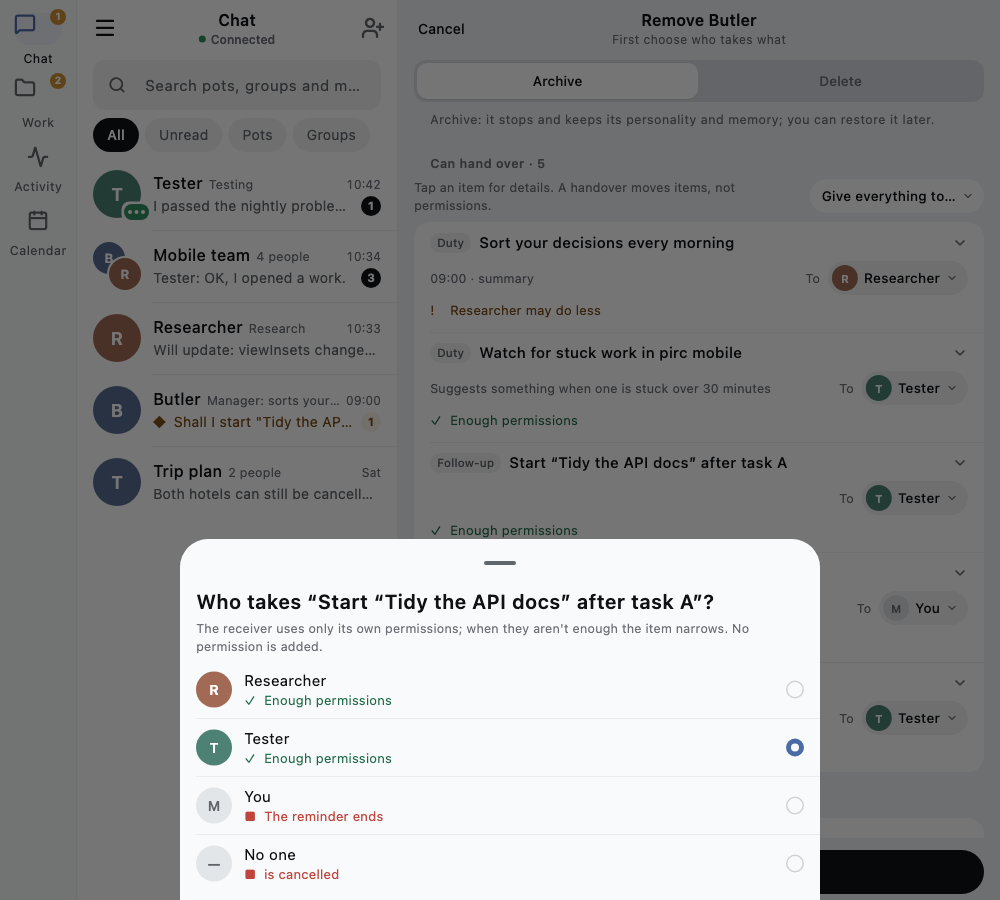 1
Chat
2
Work
Activity
Calendar
Chat
Connected
Search pots, groups and m...
All
Unread
Pots
Groups
T
Tester Testing 10:42
I passed the nightly proble... 1
B
R
Mobile team 4 people 10:34
Tester: OK, I opened a work. 3
R
Researcher Research 10:33
Will update: viewInsets change...
B
Butler Manager: sorts your... 09:00
Shall I start "Tidy the AP... 1
T
Trip plan 2 people Sat
Both hotels can still be cancell...
Cancel
Remove Butler
First choose who takes what
Archive
Delete
Archive: it stops and keeps its personality and memory; you can restore it later.
Can hand over · 5
Tap an item for details. A handover moves items, not
permissions.
Give everything to...
Duty Sort your decisions every morning
09:00 · summary To R Researcher
! Researcher may do less
Duty Watch for stuck work in pirc mobile
Suggests something when one is stuck over 30 minutes To T Tester
✓ Enough permissions
Follow-up Start “Tidy the API docs” after task A
To T Tester
✓ Enough permissions
To M You
To T Tester
Who takes “Start “Tidy the API docs” after task A”?
The receiver uses only its own permissions; when they aren't enough the item narrows. No
permission is added.
R
Researcher
✓ Enough permissions
T
Tester
✓ Enough permissions
M
You
The reminder ends
—
No one
is cancelled